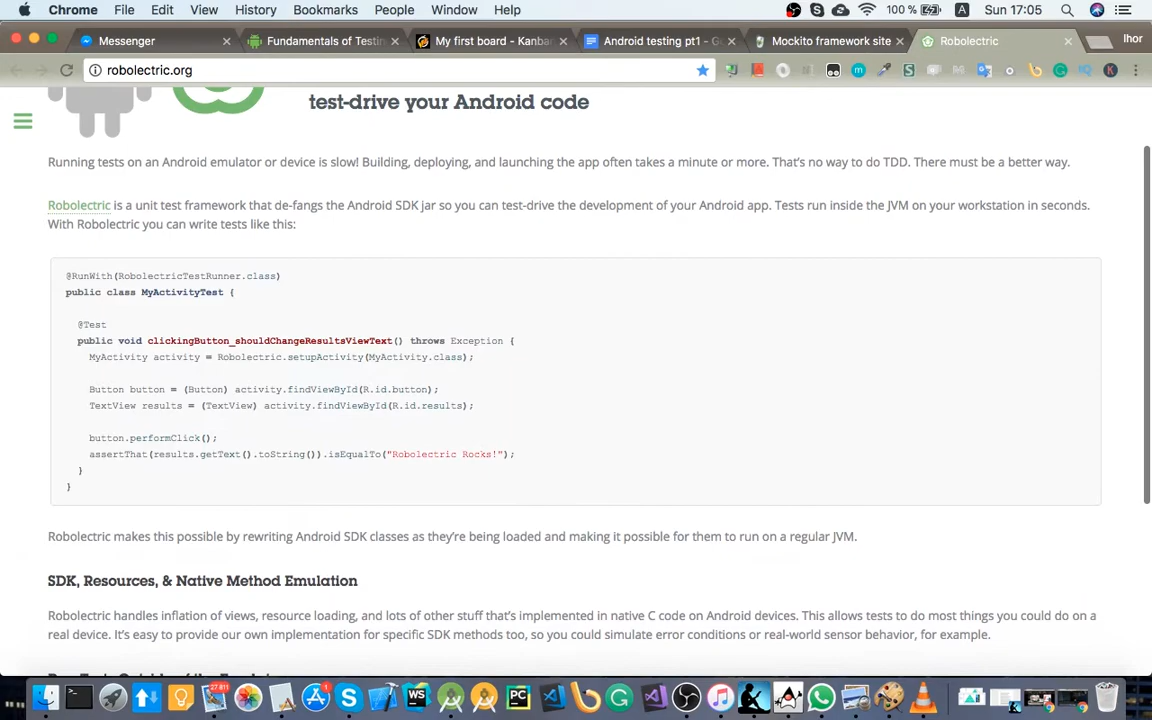 Chrome File Edit View History Bookmarks People Window Help 100 % A Sun 17:05
Messenger Fundamentals of Testin My first board - Kanba Android testing pt1 - Go Mockito framework site Robolectric Ihor
robolectric.org
test-drive your Android code
Running tests on an Android emulator or device is slow! Building, deploying, and launching the app often takes a minute or more. That's no way to do TDD. There must be a better way.
Robolectric is a unit test framework that de-fangs the Android SDK jar so you can test-drive the development of your Android app. Tests run inside the JVM on your workstation in seconds.
With Robolectric you can write tests like this:
@RunWith(RobolectricTestRunner.class)
public class MyActivityTest {
@Test
public void clickingButton_shouldChangeResultsViewText() throws Exception {
MyActivity activity = Robolectric.setupActivity(MyActivity.class);
Button button = (Button) activity.findViewById(R.id.button);
TextView results = (TextView) activity.findViewById(R.id.results);
button.performClick();
assertThat(results.getText().toString()).isEqualTo("Robolectric Rocks!");
}
}
Robolectric makes this possible by rewriting Android SDK classes as they're being loaded and making it possible for them to run on a regular JVM.
SDK, Resources, & Native Method Emulation
Robolectric handles inflation of views, resource loading, and lots of other stuff that's implemented in native C code on Android devices. This allows tests to do most things you could do on a
real device. It's easy to provide our own implementation for specific SDK methods too, so you could simulate error conditions or real-world sensor behavior, for example.
27 811
WS PC